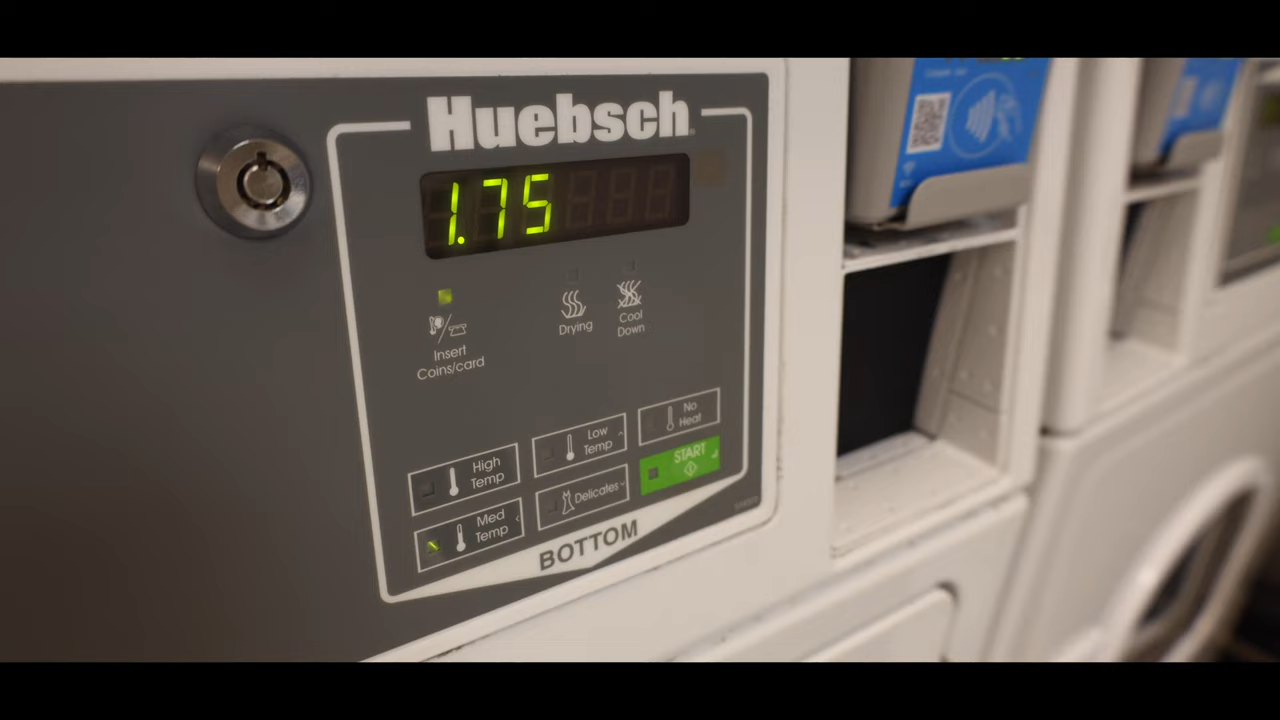 Huebsch
1.75
Insert
Coins/card
Drying
Cool
Down
High
Temp
Low
Temp
No
Heat
Med
Temp
Delicates
START
BOTTOM